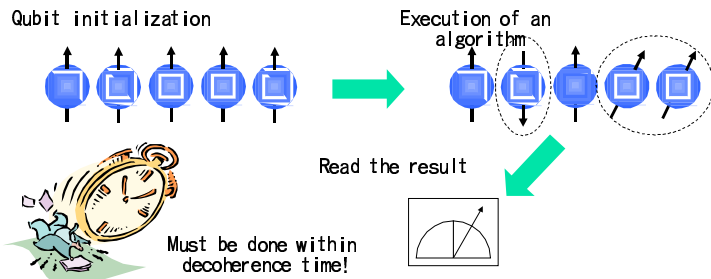 Qubit initialization
Execution of an
algorithm
Read the result
Must be done within
decoherence time!